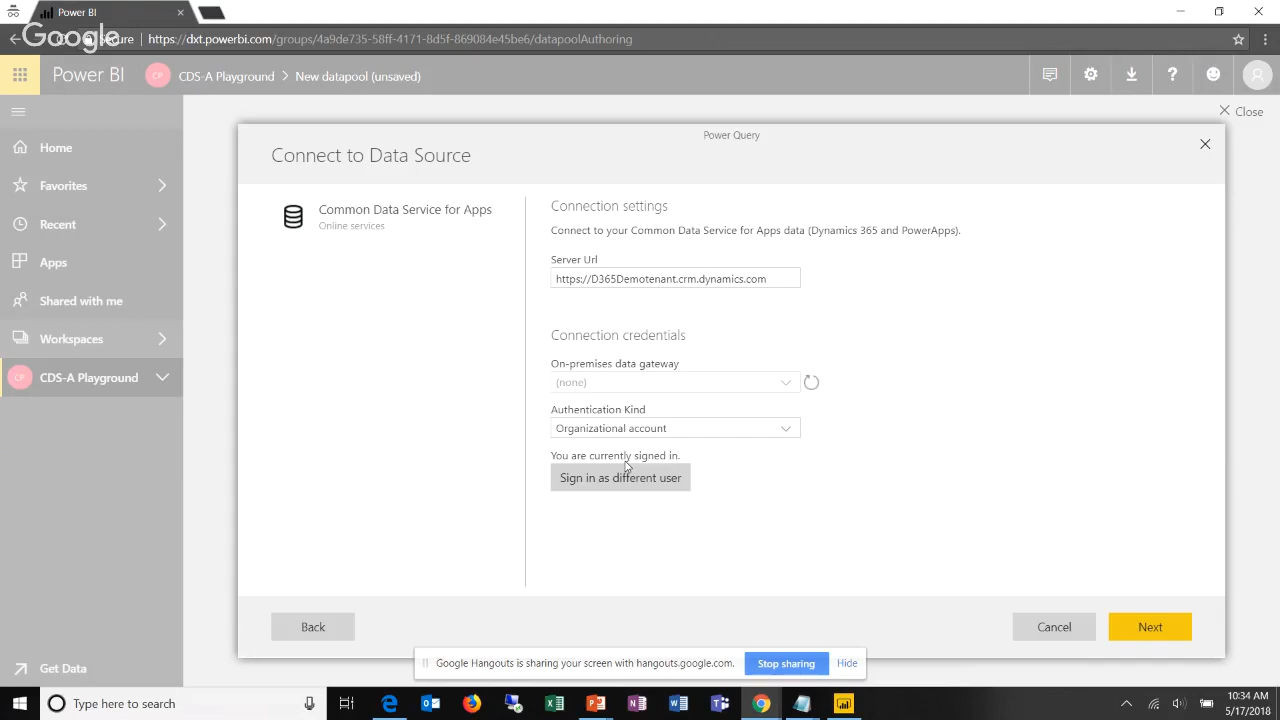 Power BI
Google
Secure https://dxt.powerbi.com/groups/4a9de735-58ff-4171-8d5f-869084e45be6/datapoolAuthoring
Power BI CP CDS-A Playground > New datapool (unsaved) ?
Close
Home
Favorites
Recent
Apps
Shared with me
Workspaces
CP CDS-A Playground
Get Data
Power Query
Connect to Data Source
Common Data Service for Apps
Online services
Connection settings
Connect to your Common Data Service for Apps data (Dynamics 365 and PowerApps).
Server Url
https://D365Demotenant.crm.dynamics.com
Connection credentials
On-premises data gateway
(none)
Authentication Kind
Organizational account
You are currently signed in.
Sign in as different user
Back
Cancel
Next
Google Hangouts is sharing your screen with hangouts.google.com. Stop sharing Hide
Type here to search
10:34 AM
5/17/2018